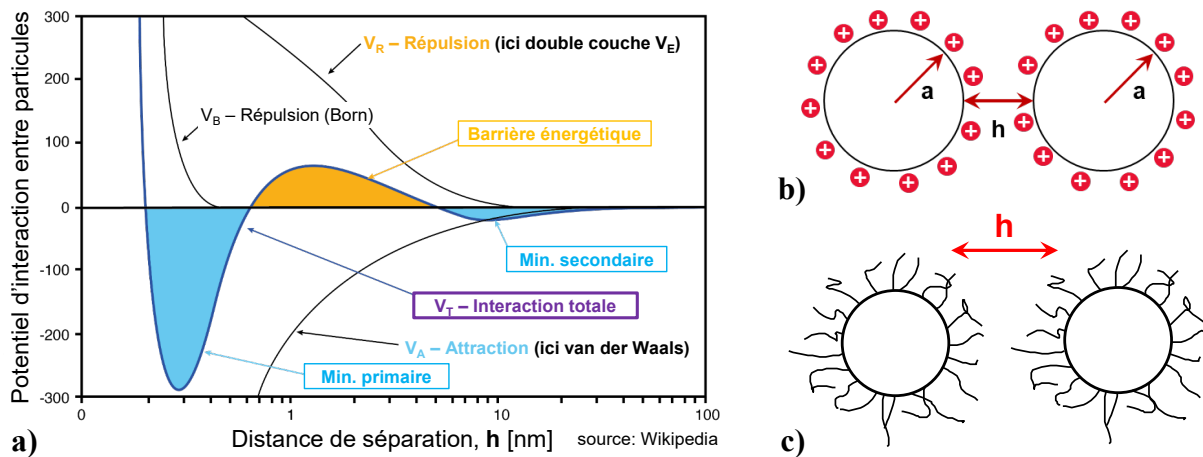 300
200
100
0
-100
-200
-300
Potentiel d'interaction entre particules
V_R – Répulsion (ici double couche V_E)
V_B – Répulsion (Born)
Barrière énergétique
Min. secondaire
V_T – Interaction totale
V_A – Attraction (ici van der Waals)
Min. primaire
0 1 10 100
Distance de séparation, h [nm]
source: Wikipedia
a)
+ + + + + + + + + + + +
+ + + + + + + + + + +
a
a
h
b)
h
c)